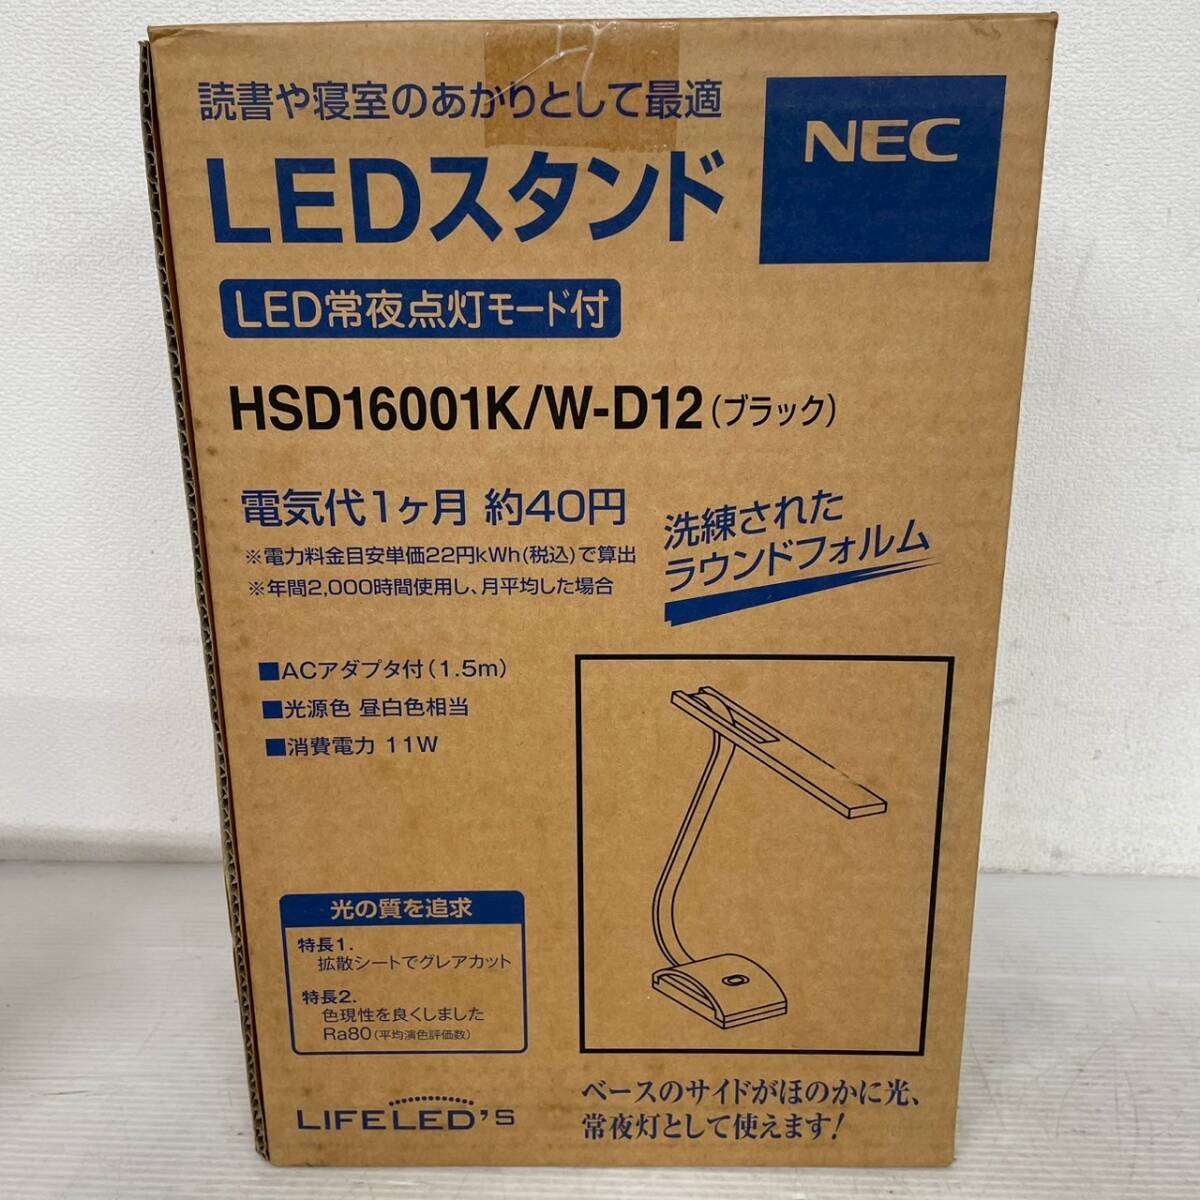 読書や寝室のあかりとして最適
LEDスタンド
NEC
LED常夜点灯モード付
HSD16001K/W-D12(ブラック)
電気代1ヶ月 約40円
※電力料金目安単価22円kWh(税込)で算出
※年間2,000時間使用し、月平均した場合
洗練された
ラウンドフォルム
■ACアダプタ付(1.5m)
■光源色 昼白色相当
■消費電力 11W
光の質を追求
特長1.
拡散シートでグレアカット
特長2.
色現性を良くしました
Ra80(平均演色評価数)
LIFELED'S
ベースのサイドがほのかに光、
常夜灯として使えます!